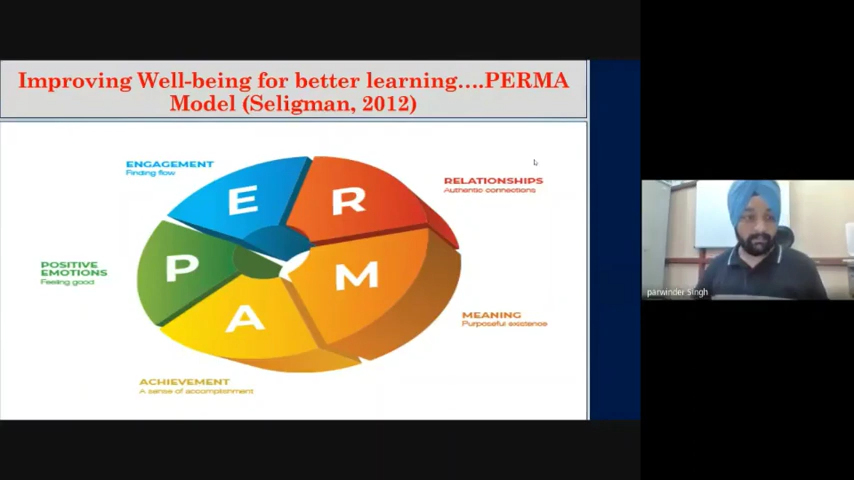 Improving Well-being for better learning….PERMA
Model (Seligman, 2012)
ENGAGEMENT
Finding flow
RELATIONSHIPS
Authentic connections
E
R
POSITIVE
EMOTIONS
Feeling good
P
M
A
MEANING
Purposeful existence
ACHIEVEMENT
A sense of accomplishment
parwinder Singh